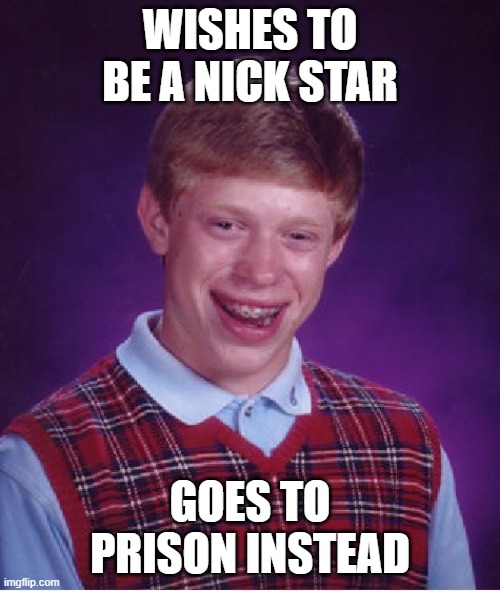 WISHES TO
BE A NICK STAR
GOES TO
PRISON INSTEAD
imgflip.com